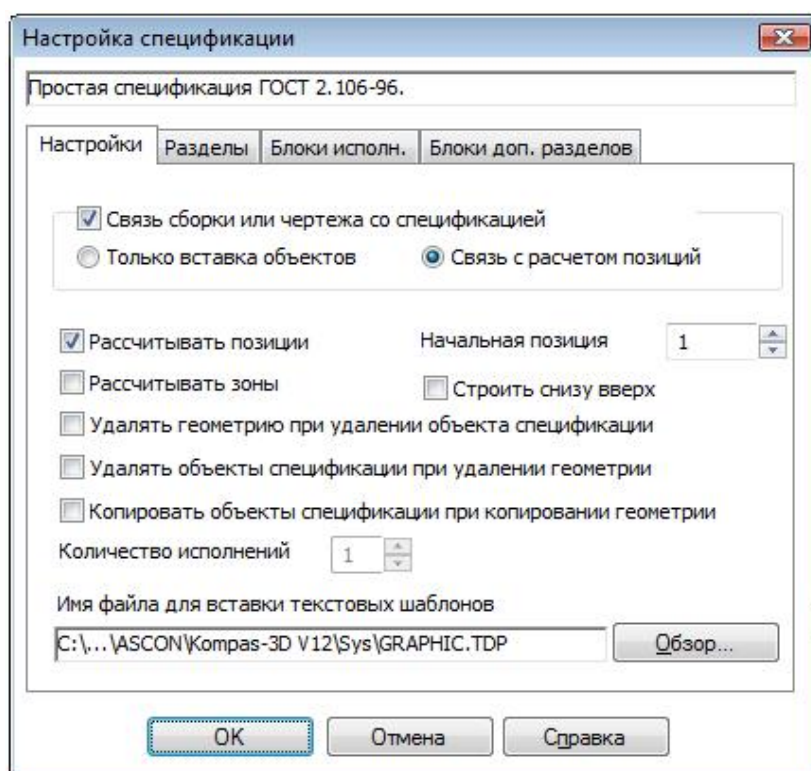 Настройка спецификации
Простая спецификация ГОСТ 2.106-96.
Настройки Разделы Блоки исполн. Блоки доп. разделов
Связь сборки или чертежа со спецификацией
Только вставка объектов Связь с расчетом позиций
Рассчитывать позиции Начальная позиция 1
Рассчитывать зоны Строить снизу вверх
Удалять геометрию при удалении объекта спецификации
Удалять объекты спецификации при удалении геометрии
Копировать объекты спецификации при копировании геометрии
Количество исполнений 1
Имя файла для вставки текстовых шаблонов
C:\...\ASCON\Kompas-3D V12\Sys\GRAPHIC.TDP Обзор...
OK Отмена Справка